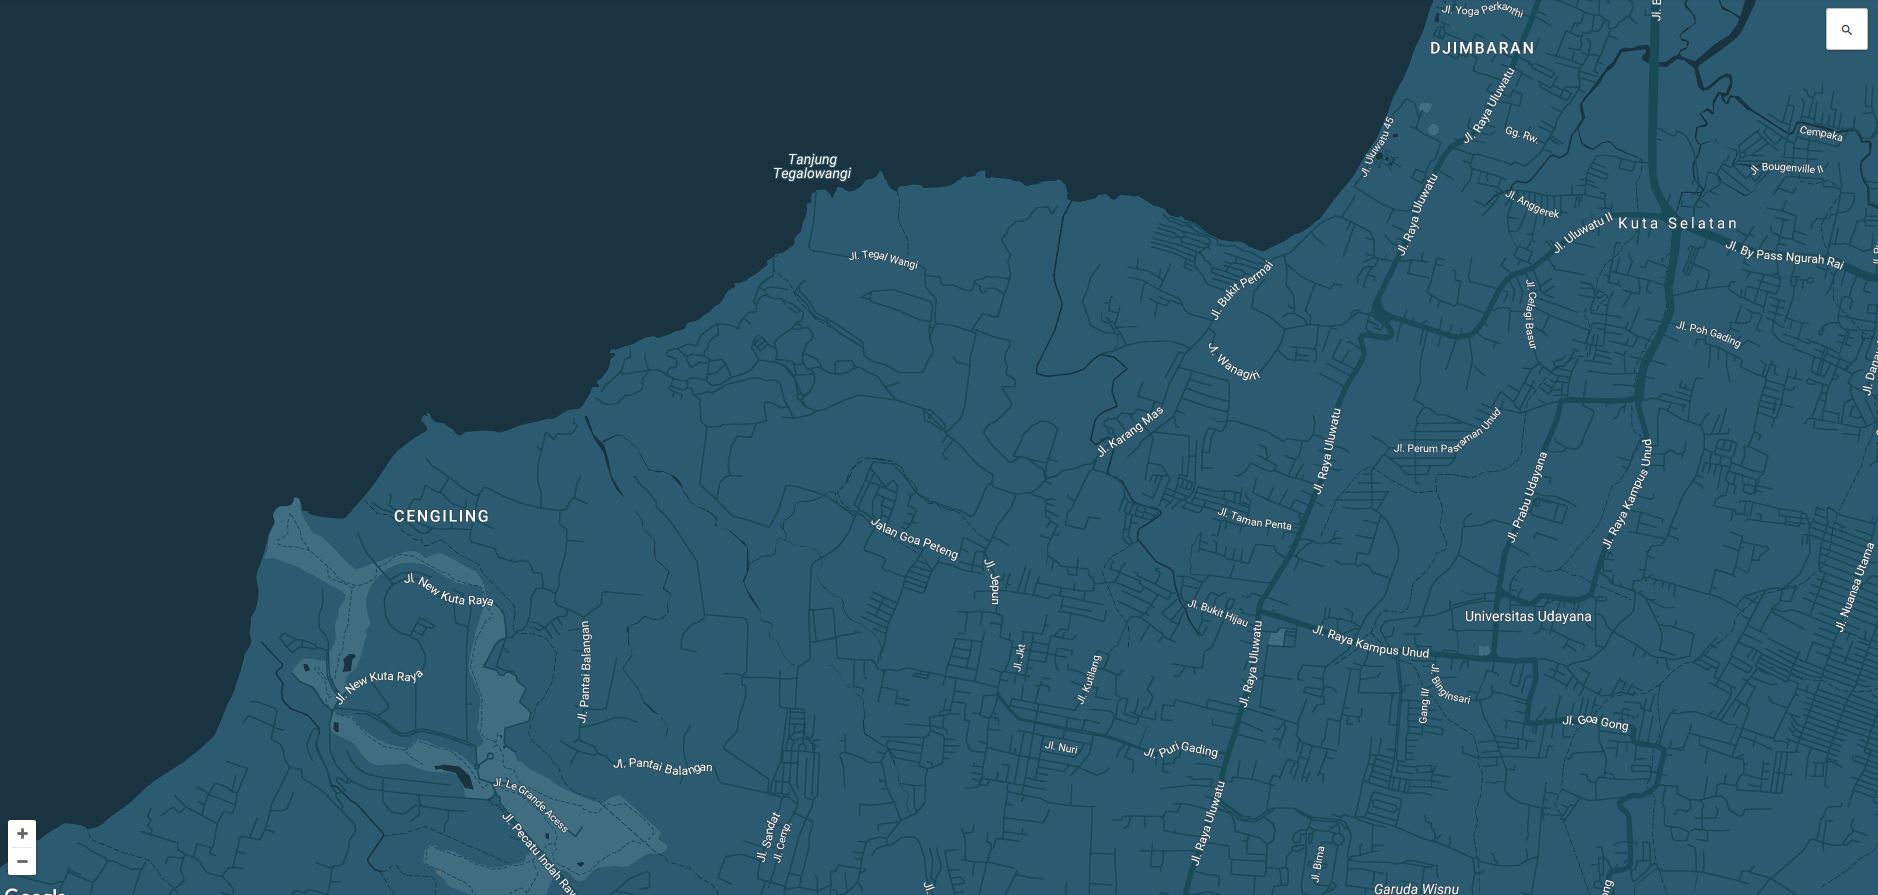 Jl. Yoga Perkanthi
DJIMBARAN
Jl. Raya Uluwatu
Jl. Uluwatu 45
Gg. Rw.
Cempaka
Jl. Bougenville II
Tanjung
Tegalowangi
Jl. Raya Uluwatu
Jl. Anggerek
Jl. Uluwatu II
Kuta Selatan
Jl. By Pass Ngurah Rai
Jl. Tegal Wangi
Jl. Bukit Permai
Jl. Celagi Basur
Jl. Poh Gading
Jl. Wanagiri
Jl. Karang Mas
Jl. Raya Uluwatu
Jl. Perum Pasraman Unud
Jl. Prabu Udayana
Jl. Raya Kampus Unud
CENGILING
Jl. Taman Penta
Jalan Goa Peteng
Jl. Jepun
Jl. Nuansa Utama
Jl. New Kuta Raya
Jl. Bukit Hijau
Universitas Udayana
Jl. Raya Kampus Unud
Jl. Pantai Balangan
Jl. Jkt
Jl. Kutilang
Jl. Raya Uluwatu
Jl. Binginsari
Gang III/
Jl. New Kuta Raya
Jl. Goa Gong
Jl. Nuri
Jl. Puri Gading
Jl. Pantai Balangan
Jl. Le Grande Acess
Jl. Pecatu Indah Ray
Jl. Sandat
Jl. Cemp.
Jl. Raya Uluwatu
Jl. Bima
Garuda Wisnu
Google